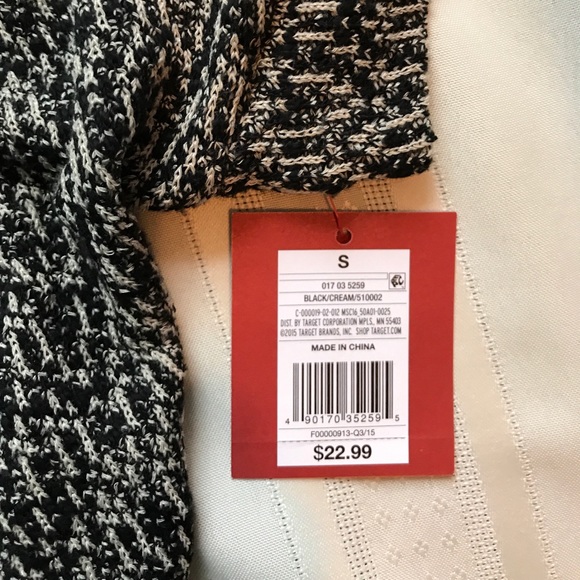 S
017 03 5259
BLACK/CREAM/510002
C-000019-02-012 MSC16_50A01-0025
DIST. BY TARGET CORPORATION MPLS., MN 55403
©2015 TARGET BRANDS, INC. SHOP TARGET.COM
MADE IN CHINA
4 90170 35259 5
F00000913-Q3/15
$22.99